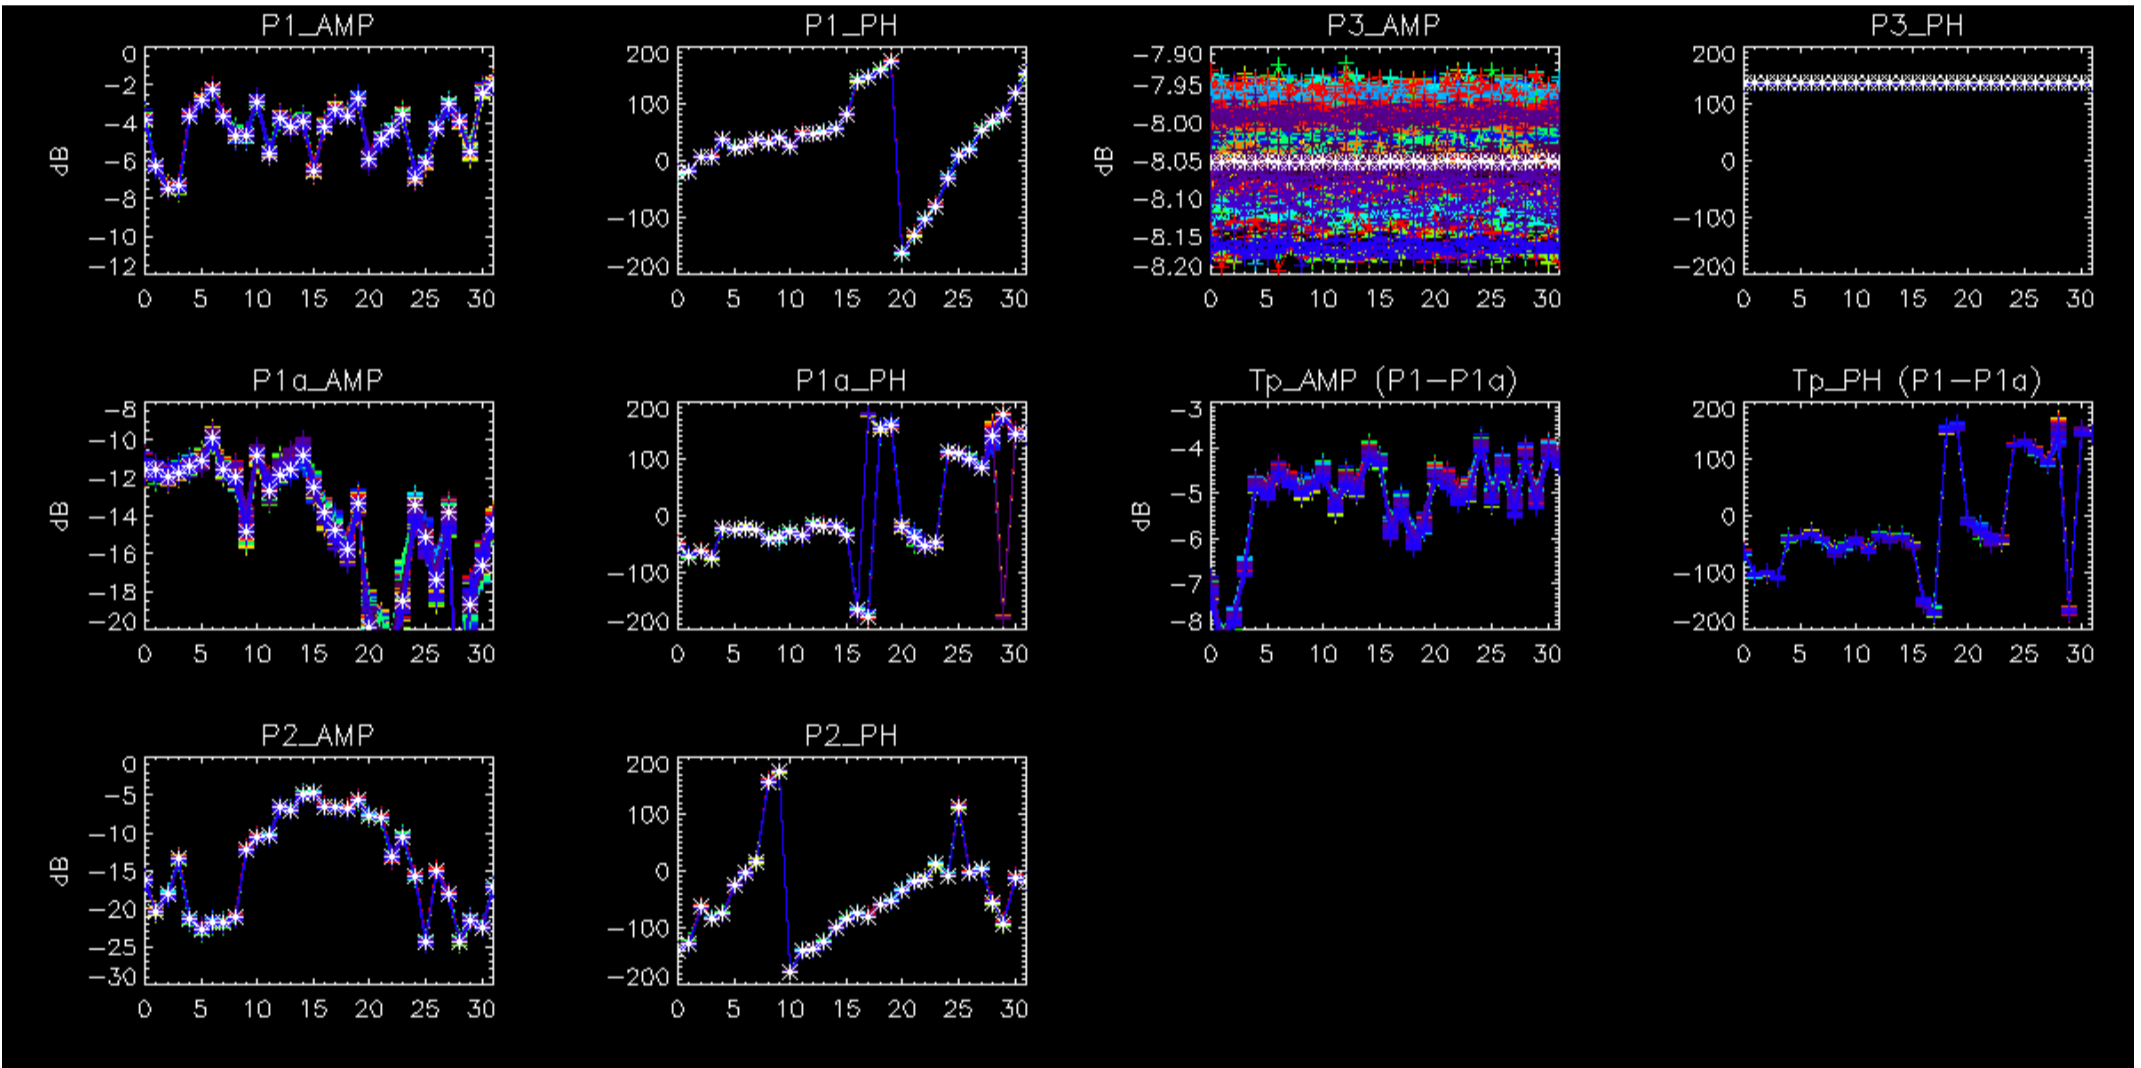 P1_AMP
0
−2
−4
−6
−8
−10
−12
dB
0 5 10 15 20 25 30
P1_PH
200
100
0
−100
−200
0 5 10 15 20 25 30
P3_AMP
−7.90
−7.95
−8.00
−8.05
−8.10
−8.15
−8.20
dB
0 5 10 15 20 25 30
P3_PH
200
100
0
−100
−200
0 5 10 15 20 25 30
P1a_AMP
−8
−10
−12
−14
−16
−18
−20
dB
0 5 10 15 20 25 30
P1a_PH
200
100
0
−100
−200
0 5 10 15 20 25 30
Tp_AMP (P1−P1a)
−3
−4
−5
−6
−7
−8
dB
0 5 10 15 20 25 30
Tp_PH (P1−P1a)
200
100
0
−100
−200
0 5 10 15 20 25 30
P2_AMP
0
−5
−10
−15
−20
−25
−30
dB
0 5 10 15 20 25 30
P2_PH
200
100
0
−100
−200
0 5 10 15 20 25 30